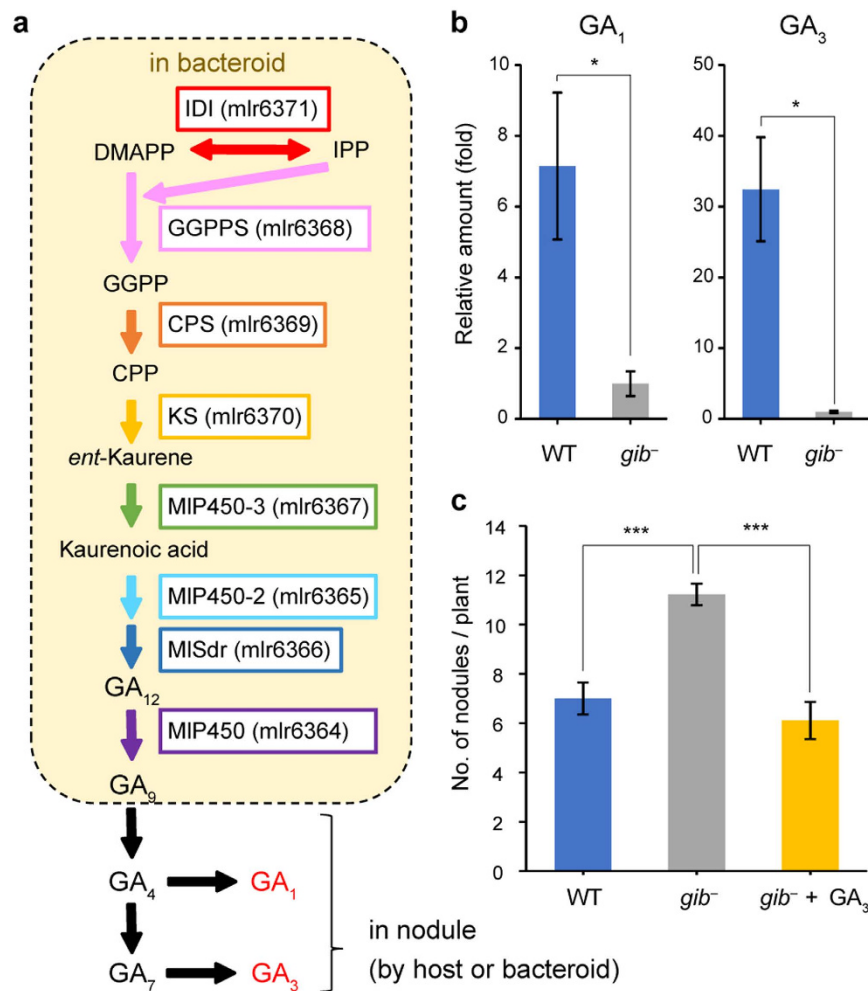 a
in bacteroid
IDI (mlr6371)
DMAPP
IPP
GGPPS (mlr6368)
GGPP
CPS (mlr6369)
CPP
KS (mlr6370)
ent-Kaurene
MIP450-3 (mlr6367)
Kaurenoic acid
MIP450-2 (mlr6365)
MISdr (mlr6366)
GA12
MIP450 (mlr6364)
GA9
GA4
GA1
GA7
GA3
in nodule
(by host or bacteroid)
b
GA1
Relative amount (fold)
10
8
6
4
2
0
*
WT
gib–
GA3
50
40
30
20
10
0
*
WT
gib–
c
No. of nodules / plant
14
12
10
8
6
4
2
0
***
***
WT
gib–
gib– + GA3